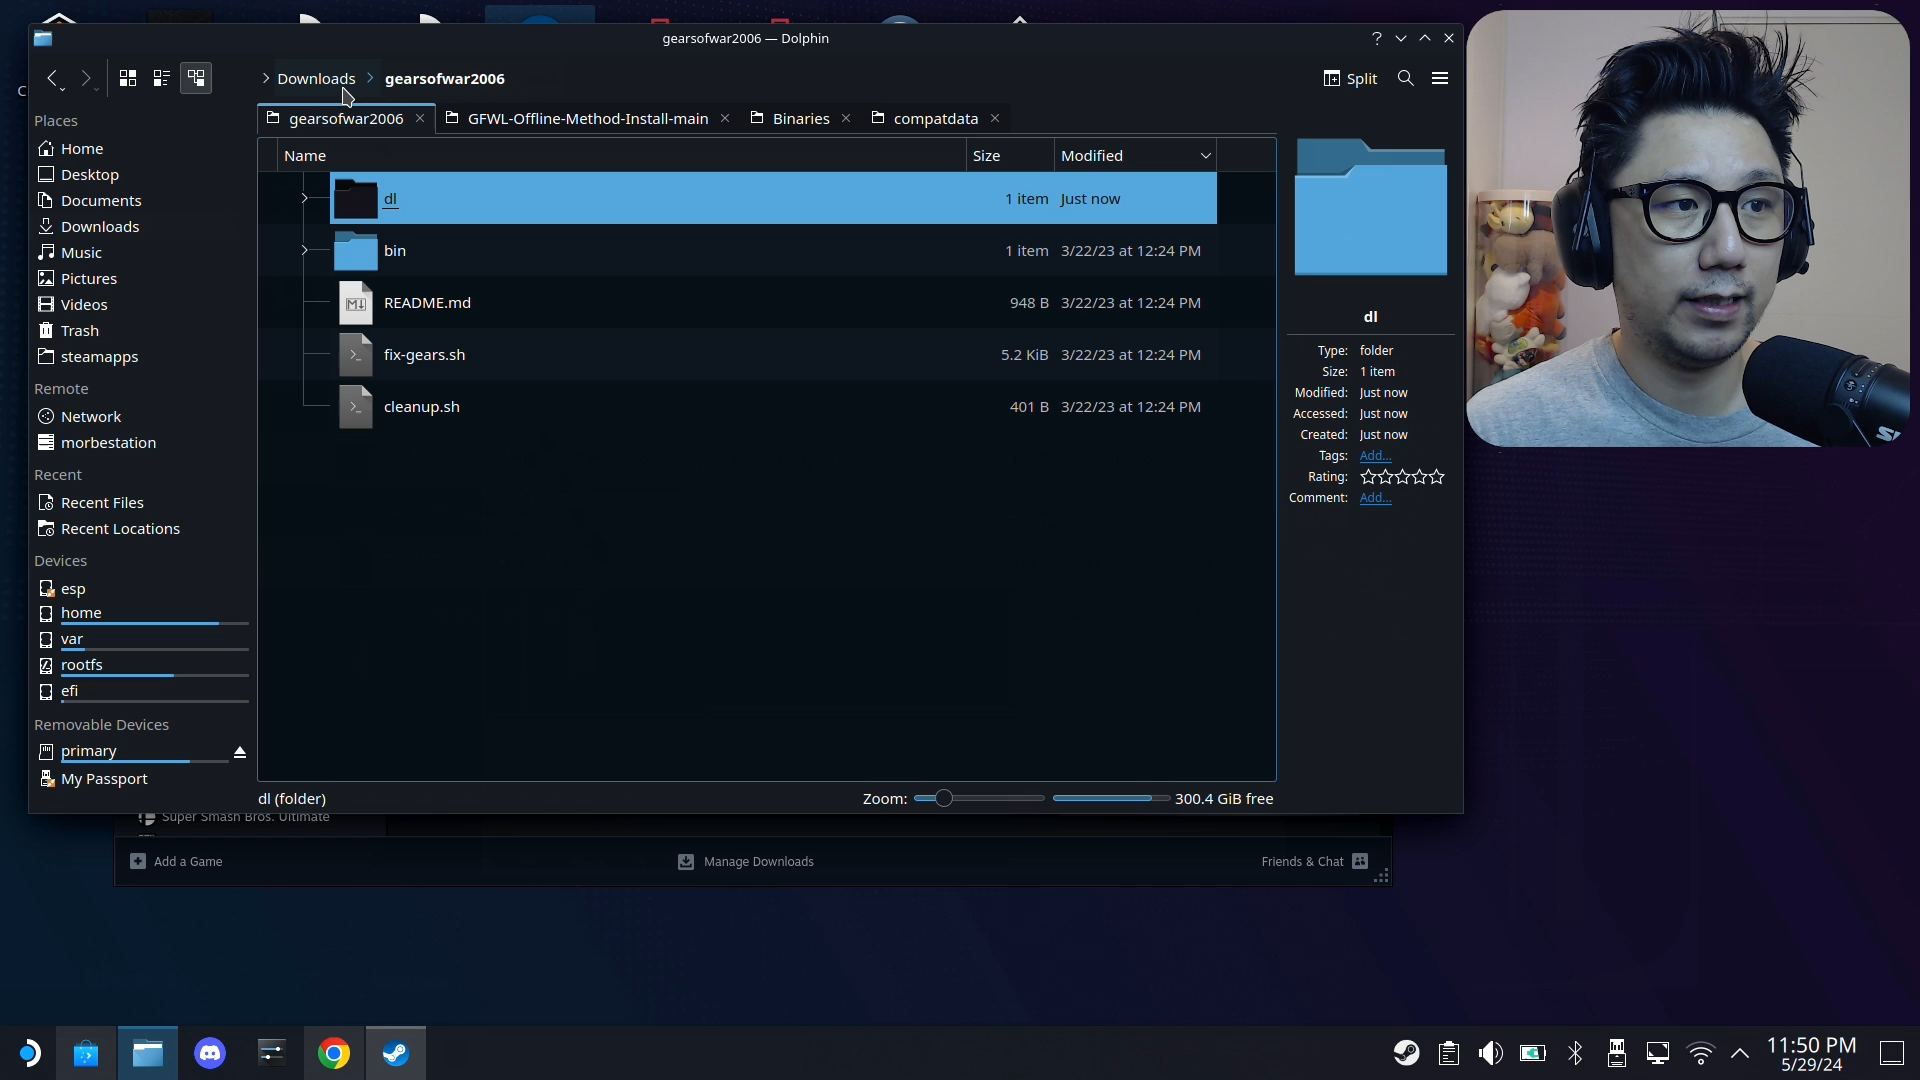 gearsofwar2006 — Dolphin
Downloads
gearsofwar2006
Split
gearsofwar2006
GFWL-Offline-Method-Install-main
Binaries
compatdata
Places
Home
Desktop
Documents
Downloads
Music
Pictures
Videos
Trash
steamapps
Remote
Network
morbestation
Recent
Recent Files
Recent Locations
Devices
esp
home
var
rootfs
efi
Removable Devices
primary
My Passport
Name Size Modified
dl 1 item Just now
bin 1 item 3/22/23 at 12:24 PM
README.md 948 B 3/22/23 at 12:24 PM
fix-gears.sh 5.2 KiB 3/22/23 at 12:24 PM
cleanup.sh 401 B 3/22/23 at 12:24 PM
dl
Type: folder
Size: 1 item
Modified: Just now
Accessed: Just now
Created: Just now
Tags: Add...
Rating:
Comment: Add...
dl (folder)
Zoom:
300.4 GiB free
Super Smash Bros. Ultimate
Add a Game
Manage Downloads
Friends & Chat
11:50 PM
5/29/24